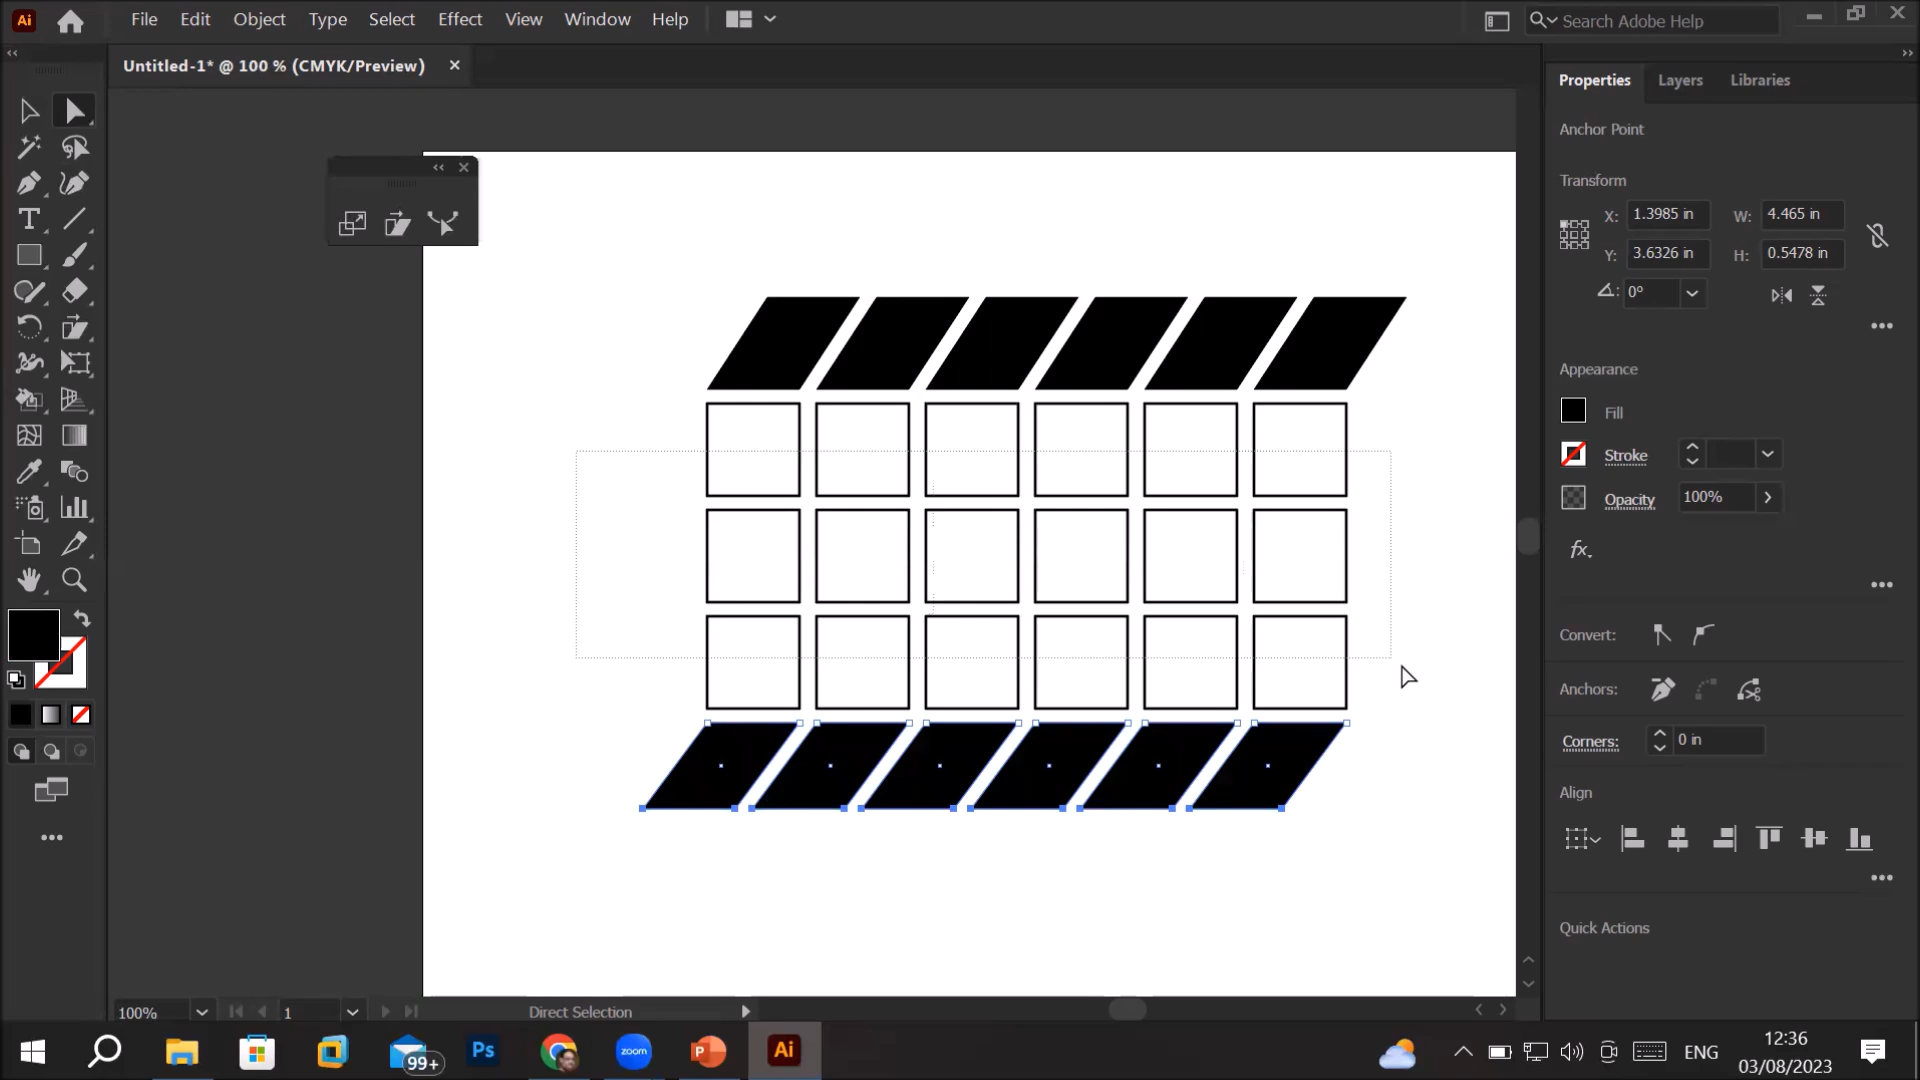 Ai File Edit Object Type Select Effect View Window Help Search Adobe Help
Untitled-1* @ 100 % (CMYK/Preview)
Properties Layers Libraries
Anchor Point
Transform
X: 1.3985 in W: 4.465 in
Y: 3.6326 in H: 0.5478 in
0°
Appearance
Fill
Stroke
Opacity 100%
fx.
Convert:
Anchors:
Corners: 0 in
Align
Quick Actions
T
100% 1 Direct Selection
99+ Ps zoom P Ai ENG 12:36
03/08/2023